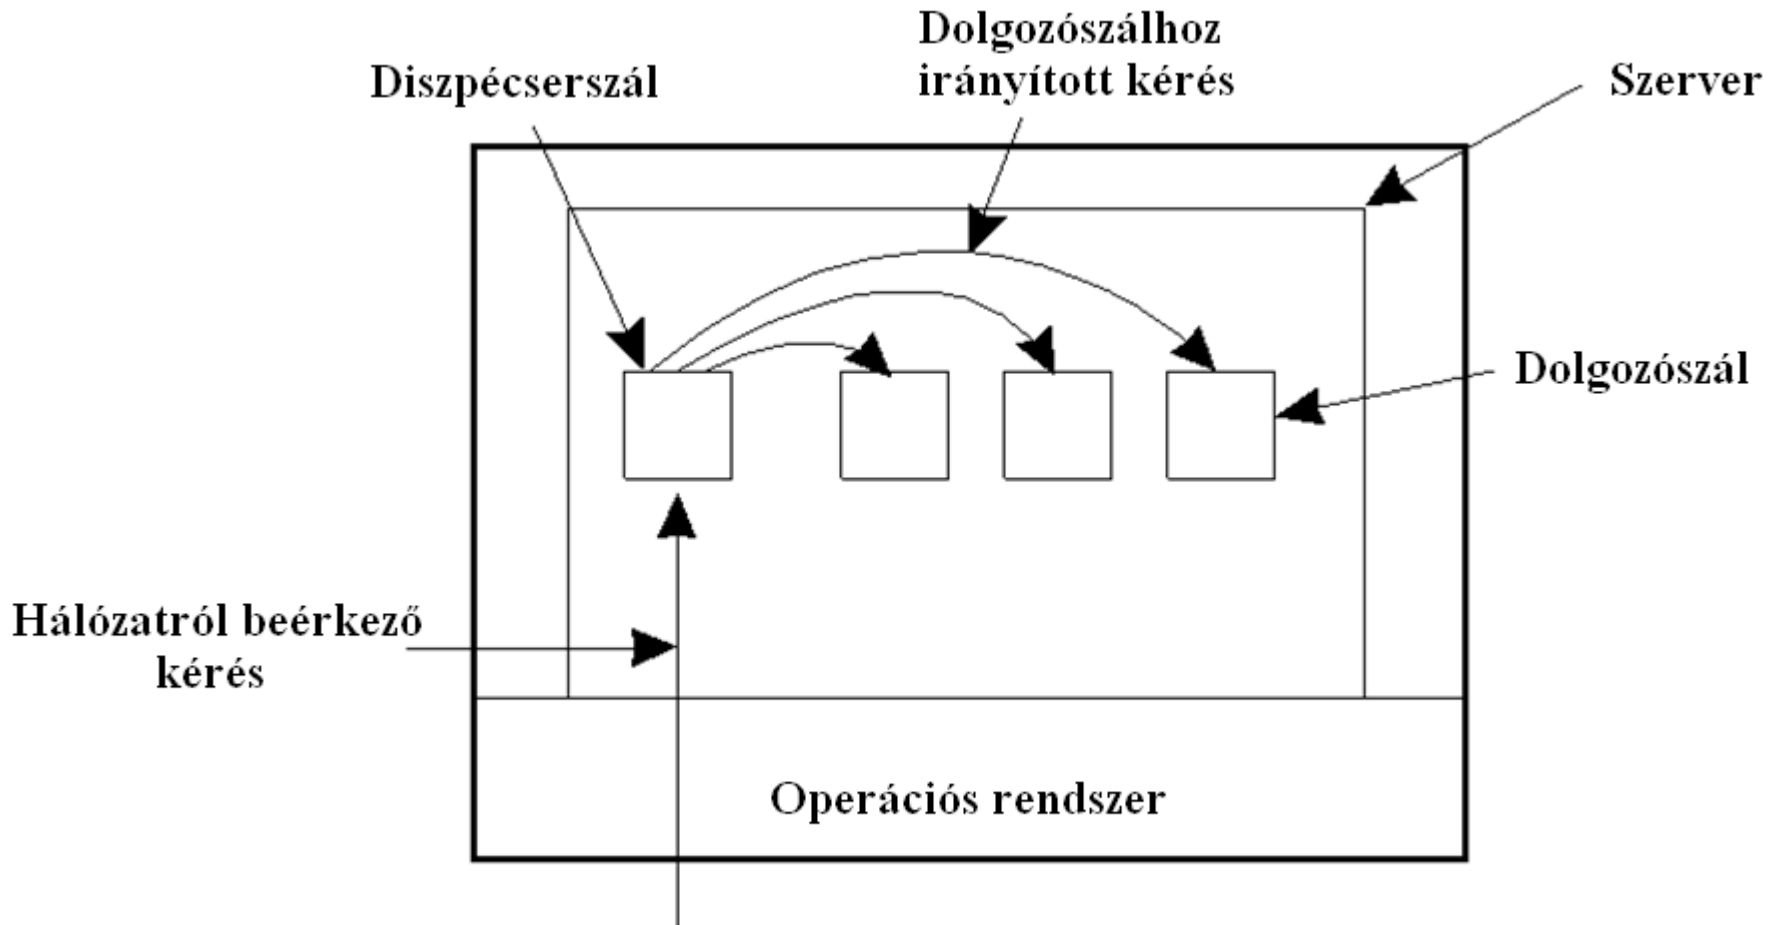 Dolgozószálhoz
irányított kérés
Diszpécserszál
Szerver
Dolgozószál
Hálózatról beérkező
kérés
Operációs rendszer